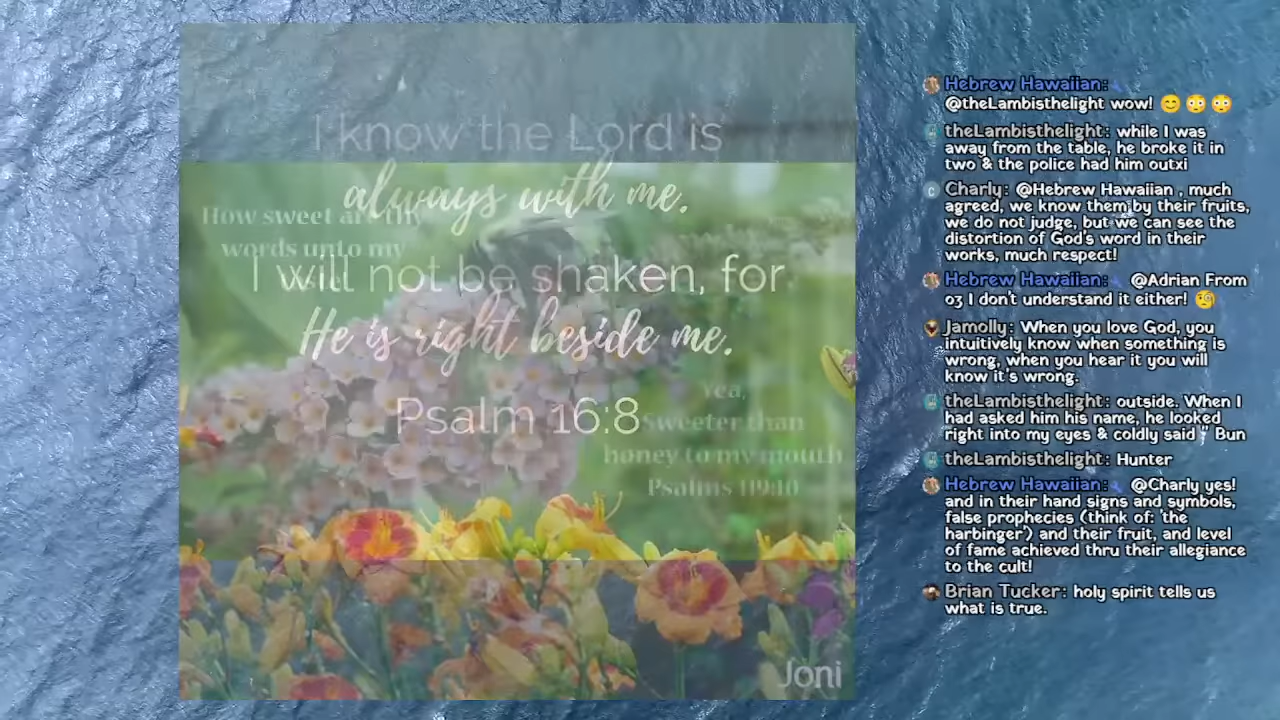 I know the Lord is
always with me.
How sweet are thy
words unto my
I will not be shaken, for
He is right beside me.
Yea,
Psalm 16:8
Sweeter than
honey to my mouth
Joni
Hebrew Hawaiian:
@theLambisthelight wow! 😊 😳 😳
theLambisthelight: while I was
away from the table, he broke it in
two & the police had him outxi
C Charly: @Hebrew Hawaiian , much
agreed, we know them by their fruits,
we do not judge, but we can see the
distortion of God's word in their
works, much respect!
Hebrew Hawaiian: @Adrian From
03 I don't understand it either! 🧐
Jamolly: When you love God, you
intuitively know when something is
wrong, when you hear it you will
know it's wrong.
theLambisthelight: outside. When I
had asked him his name, he looked
right into my eyes & coldly said ,' Bun
theLambisthelight: Hunter
Hebrew Hawaiian: @Charly yes!
and in their hand signs and symbols,
false prophecies (think of: 'the
harbinger') and their fruit, and level
of fame achieved thru their allegiance
to the cult!
Brian Tucker: holy spirit tells us
what is true.